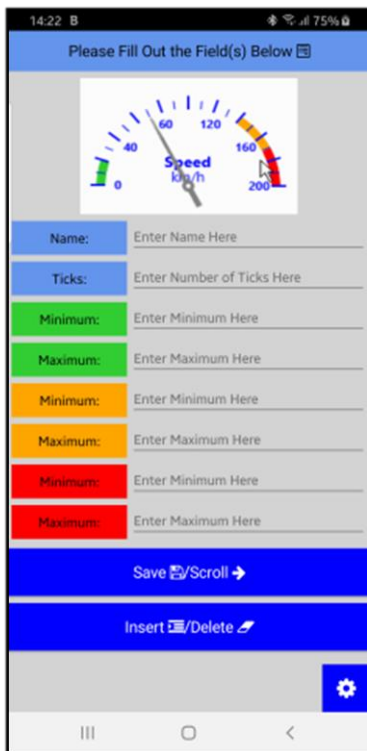 14:22 B 75%
Please Fill Out the Field(s) Below
0 40 60 120 160 200
Speed
km/h
Name: Enter Name Here
Ticks: Enter Number of Ticks Here
Minimum: Enter Minimum Here
Maximum: Enter Maximum Here
Minimum: Enter Minimum Here
Maximum: Enter Maximum Here
Minimum: Enter Minimum Here
Maximum: Enter Maximum Here
Save /Scroll
Insert /Delete